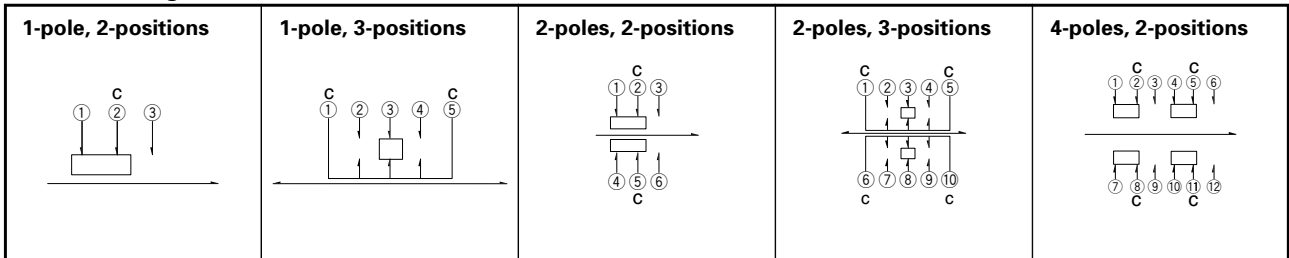 1-pole, 2-positions
C
① ② ③
1-pole, 3-positions
C C
① ② ③ ④ ⑤
2-poles, 2-positions
C
① ② ③
④ ⑤ ⑥
C
2-poles, 3-positions
C C
① ② ③ ④ ⑤
⑥ ⑦ ⑧ ⑨ ⑩
C C
4-poles, 2-positions
C C
① ② ③ ④ ⑤ ⑥
⑦ ⑧ ⑨ ⑩ ⑪ ⑫
C C